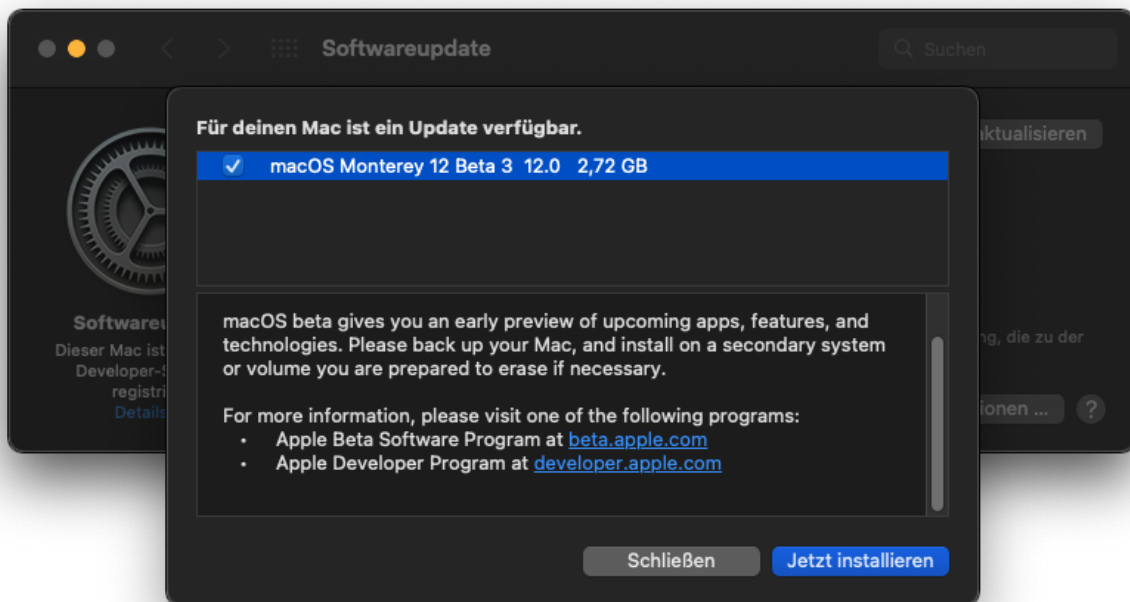 Softwareupdate
Suchen
Für deinen Mac ist ein Update verfügbar.
macOS Monterey 12 Beta 3 12.0 2,72 GB
macOS beta gives you an early preview of upcoming apps, features, and
technologies. Please back up your Mac, and install on a secondary system
or volume you are prepared to erase if necessary.
For more information, please visit one of the following programs:
• Apple Beta Software Program at beta.apple.com
• Apple Developer Program at developer.apple.com
Schließen
Jetzt installieren
Dieser Mac ist
registri
Details
ng, die zu der
ionen ...
?